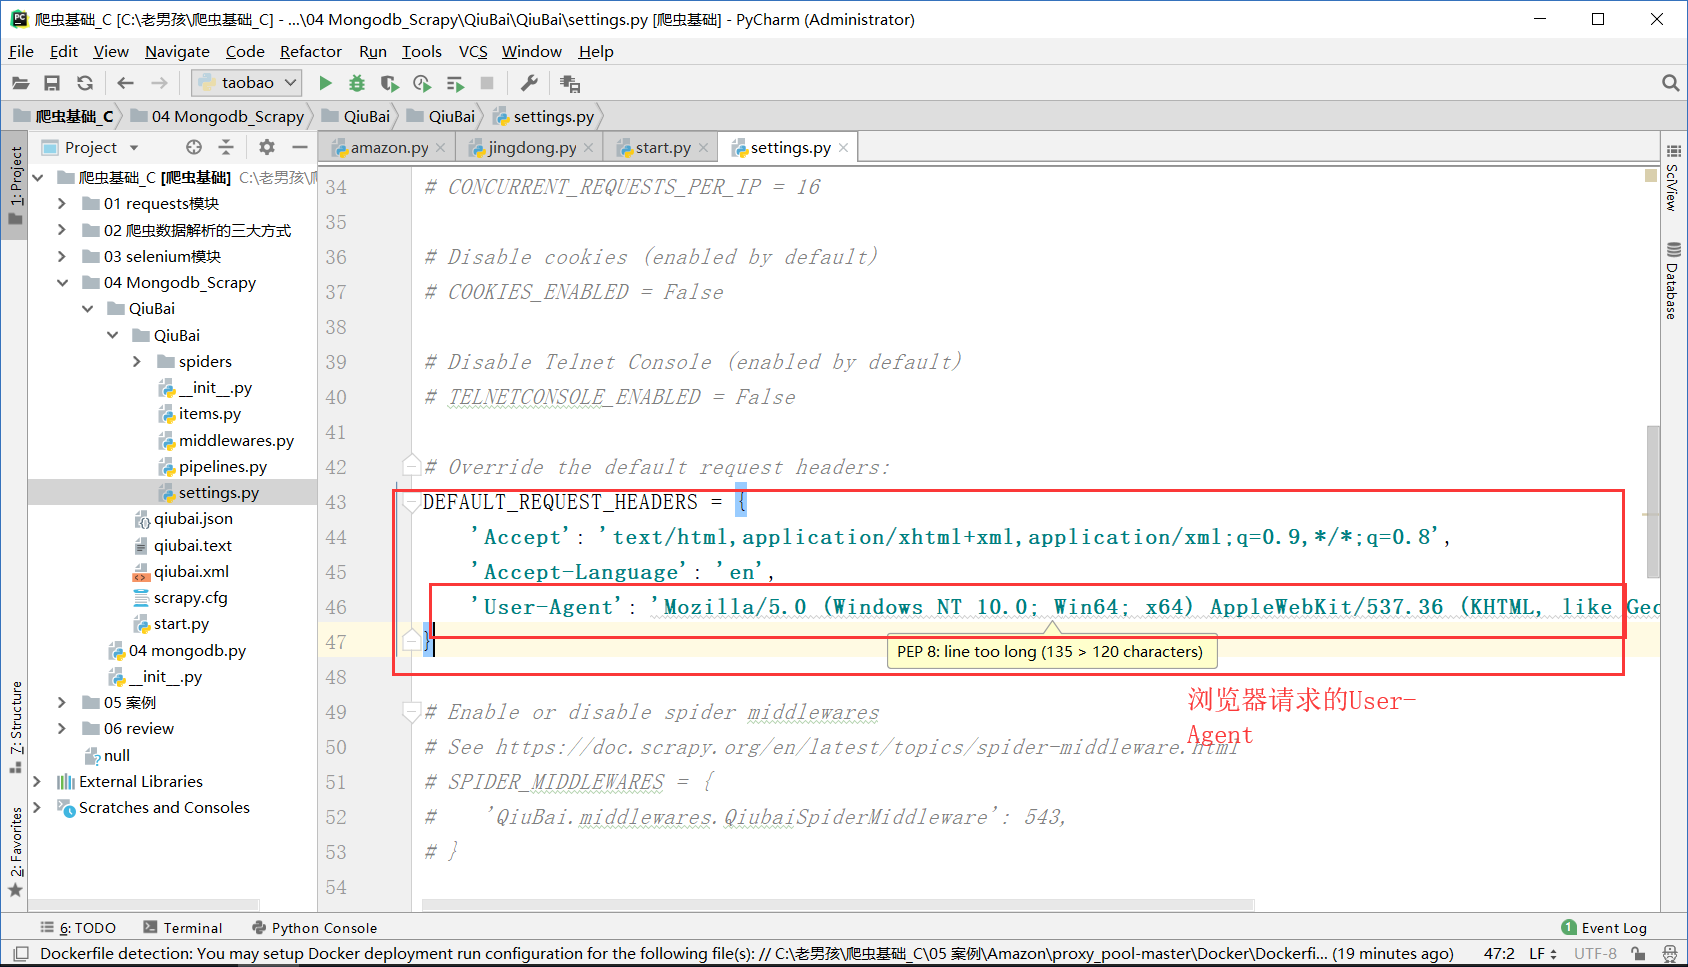 爬虫基础_C [C:\老男孩\爬虫基础_C] - ...\04 Mongodb_Scrapy\QiuBai\QiuBai\settings.py [爬虫基础] - PyCharm (Administrator)
File Edit View Navigate Code Refactor Run Tools VCS Window Help
taobao
爬虫基础_C 04 Mongodb_Scrapy QiuBai QiuBai settings.py
Project
amazon.py jingdong.py start.py settings.py
1: Project
7: Structure
2: Favorites
爬虫基础_C [爬虫基础] C:\老男孩\爬
01 requests模块
02 爬虫数据解析的三大方式
03 selenium模块
04 Mongodb_Scrapy
QiuBai
QiuBai
spiders
__init__.py
items.py
middlewares.py
pipelines.py
settings.py
qiubai.json
qiubai.text
qiubai.xml
scrapy.cfg
start.py
04 mongodb.py
__init__.py
05 案例
06 review
null
External Libraries
Scratches and Consoles
34 # CONCURRENT_REQUESTS_PER_IP = 16
35
36 # Disable cookies (enabled by default)
37 # COOKIES_ENABLED = False
38
39 # Disable Telnet Console (enabled by default)
40 # TELNETCONSOLE_ENABLED = False
41
42 # Override the default request headers:
43 DEFAULT_REQUEST_HEADERS = {
44 'Accept': 'text/html,application/xhtml+xml,application/xml;q=0.9,*/*;q=0.8',
45 'Accept-Language': 'en',
46 'User-Agent': 'Mozilla/5.0 (Windows NT 10.0; Win64; x64) AppleWebKit/537.36 (KHTML, like Gec
47 }
PEP 8: line too long (135 > 120 characters)
48
浏览器请求的User-
Agent
49 # Enable or disable spider middlewares
50 # See https://doc.scrapy.org/en/latest/topics/spider-middleware.html
51 # SPIDER_MIDDLEWARES = {
52 # 'QiuBai.middlewares.QiubaiSpiderMiddleware': 543,
53 # }
54
SciView
Database
6: TODO Terminal Python Console 1 Event Log
Dockerfile detection: You may setup Docker deployment run configuration for the following file(s): // C:\老男孩\爬虫基础_C\05 案例\Amazon\proxy_pool-master\Docker\Dockerfi... (19 minutes ago) 47:2 LF UTF-8